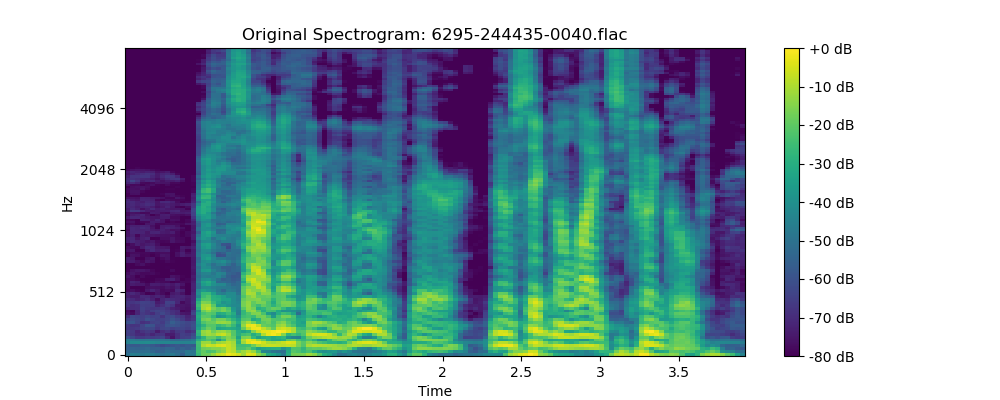 Original Spectrogram: 6295-244435-0040.flac
Hz
4096
2048
1024
512
0
0
0.5
1
1.5
2
2.5
3
3.5
Time
+0 dB
-10 dB
-20 dB
-30 dB
-40 dB
-50 dB
-60 dB
-70 dB
-80 dB